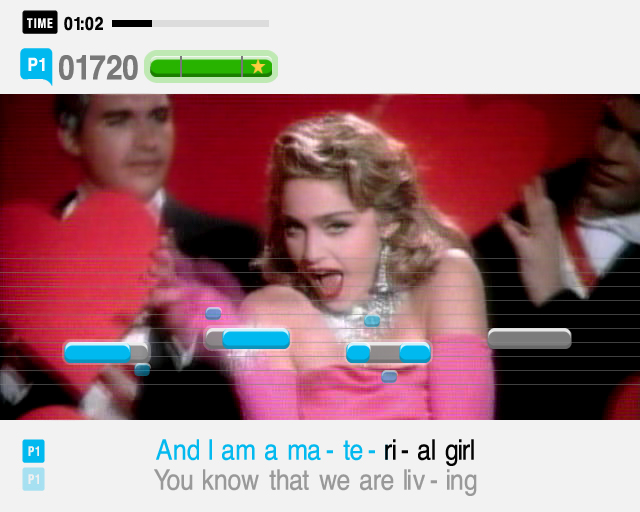 TIME 01:02
P1 01720
P1 And I am a ma - te - ri - al girl
P1 You know that we are liv - ing